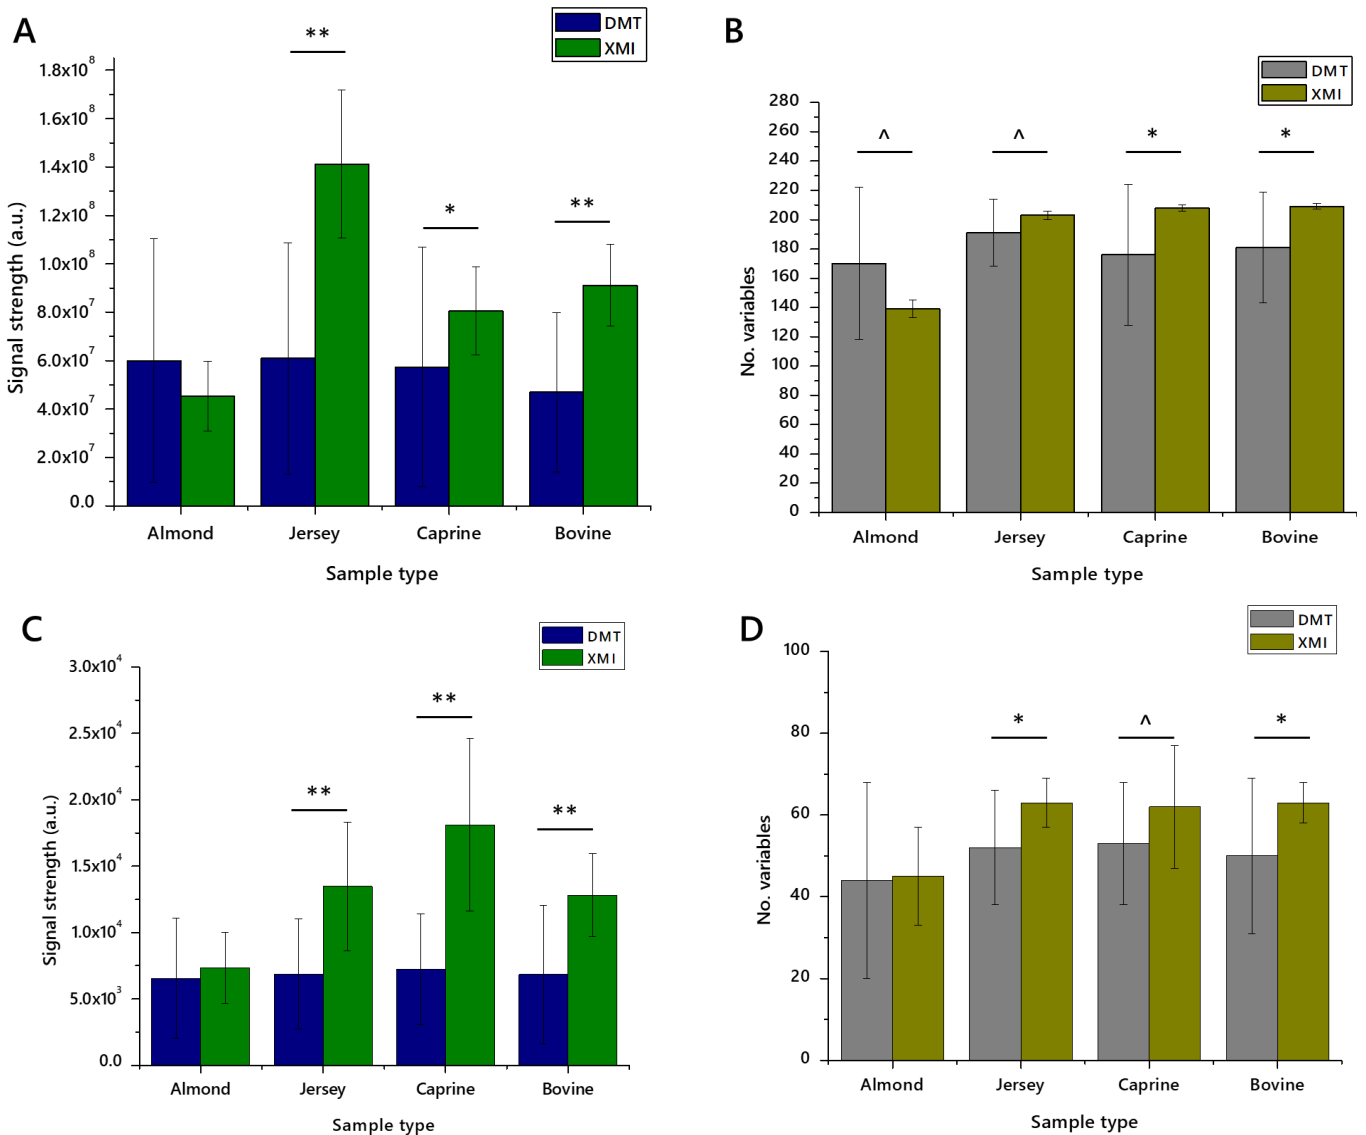 A
DMT
XMI
**
*
**
1.8x10^8
1.6x10^8
1.4x10^8
1.2x10^8
1.0x10^8
8.0x10^7
6.0x10^7
4.0x10^7
2.0x10^7
0.0
Signal strength (a.u.)
Almond Jersey Caprine Bovine
Sample type
B
DMT
XMI
^ ^ * *
280
260
240
220
200
180
160
140
120
100
80
60
40
20
0
No. variables
Almond Jersey Caprine Bovine
Sample type
C
DMT
XMI
**
**
**
3.0x10^4
2.5x10^4
2.0x10^4
1.5x10^4
1.0x10^4
5.0x10^3
0.0
Signal strength (a.u.)
Almond Jersey Caprine Bovine
Sample type
D
DMT
XMI
* ^ *
100
80
60
40
20
0
No. variables
Almond Jersey Caprine Bovine
Sample type